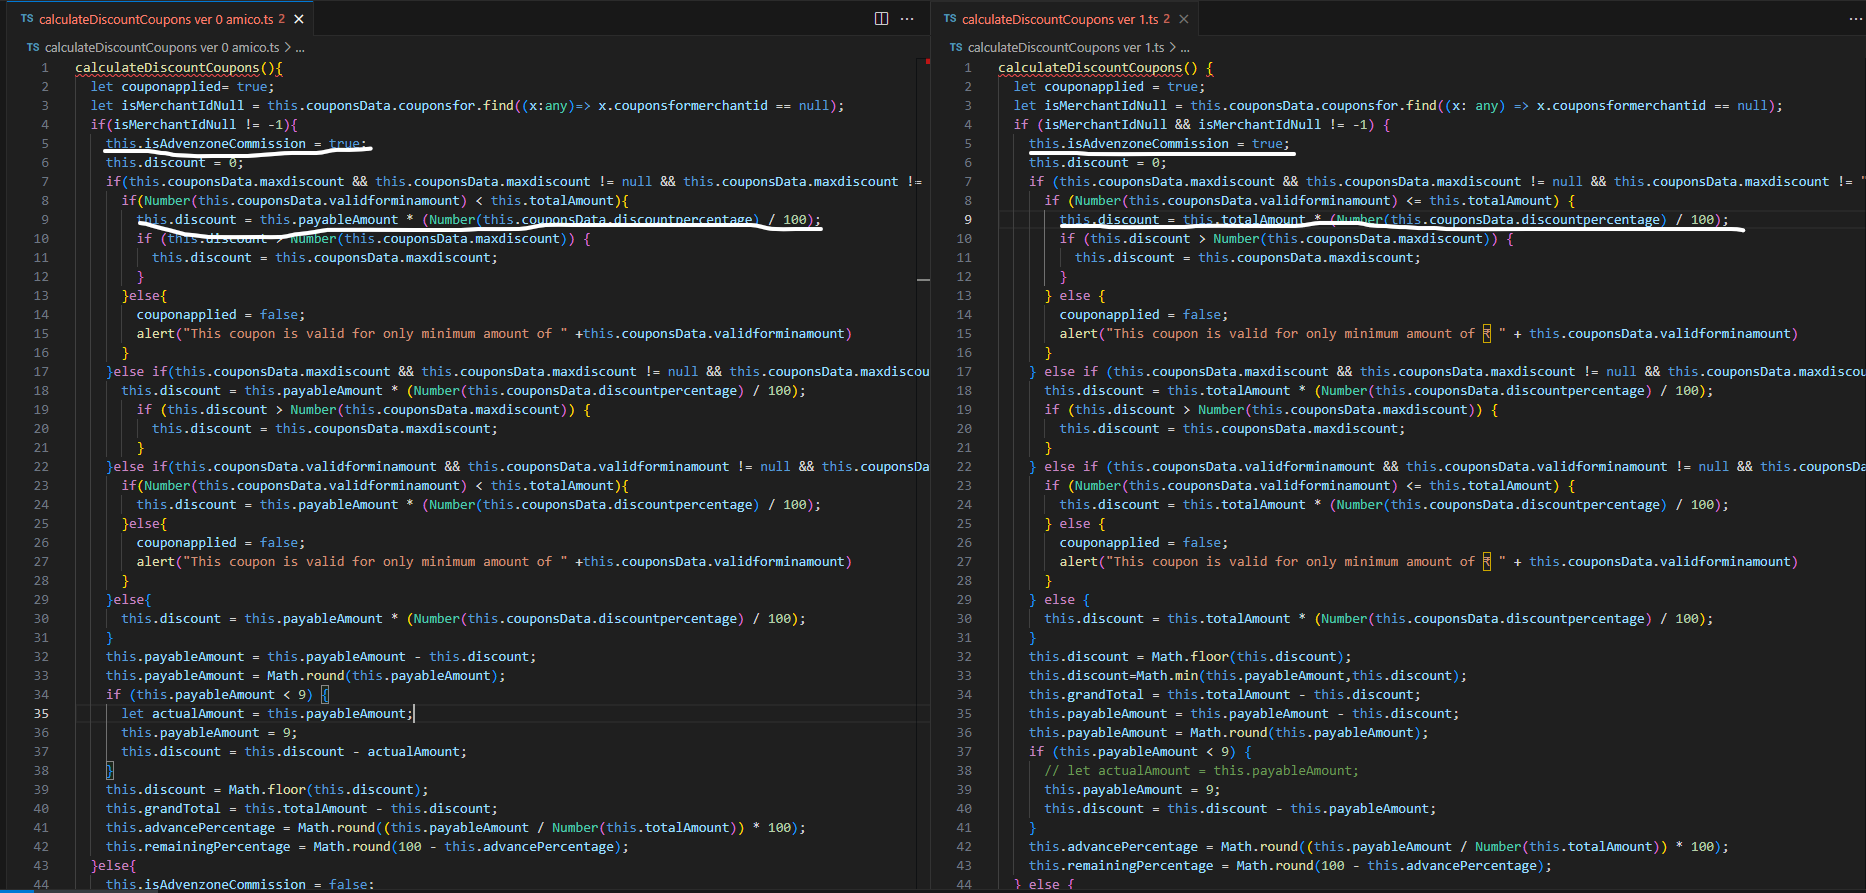 TS calculateDiscountCoupons ver 0 amico.ts 2 ✕
TS calculateDiscountCoupons ver 0 amico.ts > ...
1 calculateDiscountCoupons(){
2 let couponapplied= true;
3 let isMerchantIdNull = this.couponsData.couponsfor.find((x:any)=> x.couponsformerchantid == null);
4 if(isMerchantIdNull != -1){
5 this.isAdvenzoneCommission = true;
6 this.discount = 0;
7 if(this.couponsData.maxdiscount && this.couponsData.maxdiscount != null && this.couponsData.maxdiscount !=
8 if(Number(this.couponsData.validforminamount) < this.totalAmount){
9 this.discount = this.payableAmount * (Number(this.couponsData.discountpercentage) / 100);
10 if (this.discount > Number(this.couponsData.maxdiscount)) {
11 this.discount = this.couponsData.maxdiscount;
12 }
13 }else{
14 couponapplied = false;
15 alert("This coupon is valid for only minimum amount of " +this.couponsData.validforminamount)
16 }
17 }else if(this.couponsData.maxdiscount && this.couponsData.maxdiscount != null && this.couponsData.maxdiscou
18 this.discount = this.payableAmount * (Number(this.couponsData.discountpercentage) / 100);
19 if (this.discount > Number(this.couponsData.maxdiscount)) {
20 this.discount = this.couponsData.maxdiscount;
21 }
22 }else if(this.couponsData.validforminamount && this.couponsData.validforminamount != null && this.couponsDa
23 if(Number(this.couponsData.validforminamount) < this.totalAmount){
24 this.discount = this.payableAmount * (Number(this.couponsData.discountpercentage) / 100);
25 }else{
26 couponapplied = false;
27 alert("This coupon is valid for only minimum amount of " +this.couponsData.validforminamount)
28 }
29 }else{
30 this.discount = this.payableAmount * (Number(this.couponsData.discountpercentage) / 100);
31 }
32 this.payableAmount = this.payableAmount - this.discount;
33 this.payableAmount = Math.round(this.payableAmount);
34 if (this.payableAmount < 9) {
35 let actualAmount = this.payableAmount;
36 this.payableAmount = 9;
37 this.discount = this.discount - actualAmount;
38 }
39 this.discount = Math.floor(this.discount);
40 this.grandTotal = this.totalAmount - this.discount;
41 this.advancePercentage = Math.round((this.payableAmount / Number(this.totalAmount)) * 100);
42 this.remainingPercentage = Math.round(100 - this.advancePercentage);
43 }else{
44 this.isAdvenzoneCommission = false;
TS calculateDiscountCoupons ver 1.ts 2 ✕
TS calculateDiscountCoupons ver 1.ts > ...
1 calculateDiscountCoupons() {
2 let couponapplied = true;
3 let isMerchantIdNull = this.couponsData.couponsfor.find((x: any) => x.couponsformerchantid == null);
4 if (isMerchantIdNull && isMerchantIdNull != -1) {
5 this.isAdvenzoneCommission = true;
6 this.discount = 0;
7 if (this.couponsData.maxdiscount && this.couponsData.maxdiscount != null && this.couponsData.maxdiscount != "
8 if (Number(this.couponsData.validforminamount) <= this.totalAmount) {
9 this.discount = this.totalAmount * (Number(this.couponsData.discountpercentage) / 100);
10 if (this.discount > Number(this.couponsData.maxdiscount)) {
11 this.discount = this.couponsData.maxdiscount;
12 }
13 } else {
14 couponapplied = false;
15 alert("This coupon is valid for only minimum amount of ₹ " + this.couponsData.validforminamount)
16 }
17 } else if (this.couponsData.maxdiscount && this.couponsData.maxdiscount != null && this.couponsData.maxdiscou
18 this.discount = this.totalAmount * (Number(this.couponsData.discountpercentage) / 100);
19 if (this.discount > Number(this.couponsData.maxdiscount)) {
20 this.discount = this.couponsData.maxdiscount;
21 }
22 } else if (this.couponsData.validforminamount && this.couponsData.validforminamount != null && this.couponsDa
23 if (Number(this.couponsData.validforminamount) <= this.totalAmount) {
24 this.discount = this.totalAmount * (Number(this.couponsData.discountpercentage) / 100);
25 } else {
26 couponapplied = false;
27 alert("This coupon is valid for only minimum amount of ₹ " + this.couponsData.validforminamount)
28 }
29 } else {
30 this.discount = this.totalAmount * (Number(this.couponsData.discountpercentage) / 100);
31 }
32 this.discount = Math.floor(this.discount);
33 this.discount=Math.min(this.payableAmount,this.discount);
34 this.grandTotal = this.totalAmount - this.discount;
35 this.payableAmount = this.payableAmount - this.discount;
36 this.payableAmount = Math.round(this.payableAmount);
37 if (this.payableAmount < 9) {
38 // let actualAmount = this.payableAmount;
39 this.payableAmount = 9;
40 this.discount = this.discount - this.payableAmount;
41 }
42 this.advancePercentage = Math.round((this.payableAmount / Number(this.totalAmount)) * 100);
43 this.remainingPercentage = Math.round(100 - this.advancePercentage);
44 } else {